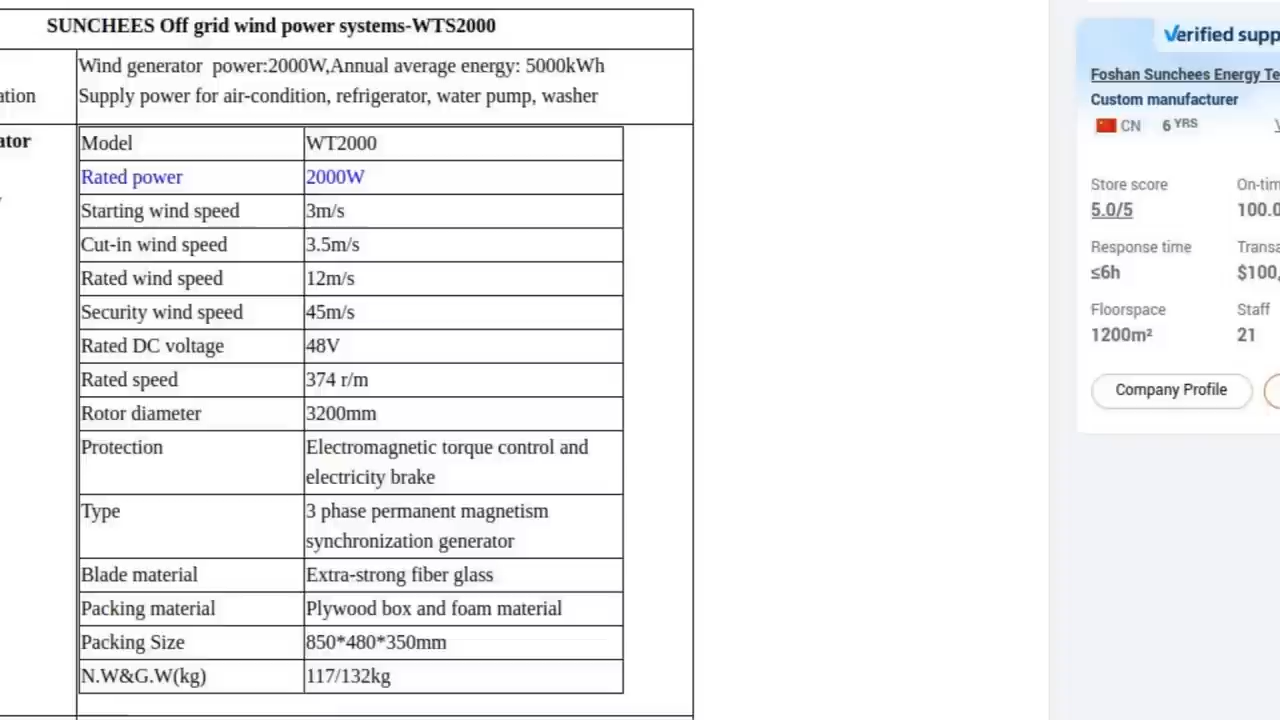 SUNCHEES Off grid wind power systems-WTS2000
Wind generator power:2000W,Annual average energy: 5000kWh
ation Supply power for air-condition, refrigerator, water pump, washer
ator
Model WT2000
Rated power 2000W
Starting wind speed 3m/s
Cut-in wind speed 3.5m/s
Rated wind speed 12m/s
Security wind speed 45m/s
Rated DC voltage 48V
Rated speed 374 r/m
Rotor diameter 3200mm
Protection Electromagnetic torque control and
electricity brake
Type 3 phase permanent magnetism
synchronization generator
Blade material Extra-strong fiber glass
Packing material Plywood box and foam material
Packing Size 850*480*350mm
N.W&G.W(kg) 117/132kg
Verified supp
Foshan Sunchees Energy Te
Custom manufacturer
CN 6 YRS
Store score On-tim
5.0/5 100.0
Response time Transa
≤6h $100,
Floorspace Staff
1200m² 21
Company Profile